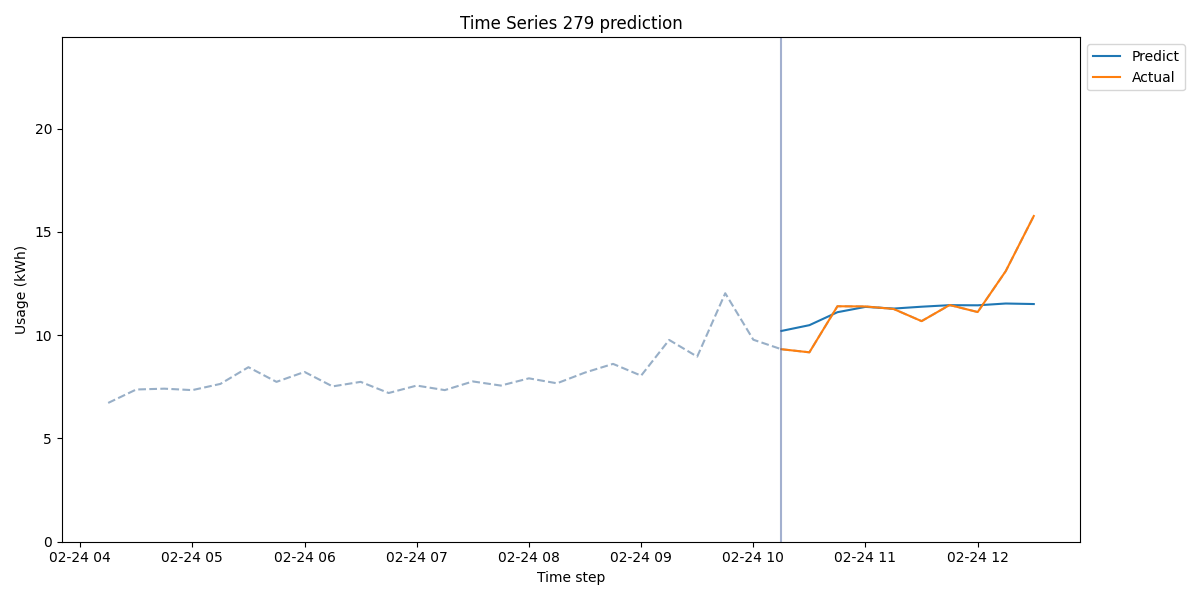 Time Series 279 prediction
Predict
Actual
20
15
10
5
0
Usage (kWh)
02-24 04
02-24 05
02-24 06
02-24 07
02-24 08
02-24 09
02-24 10
02-24 11
02-24 12
Time step